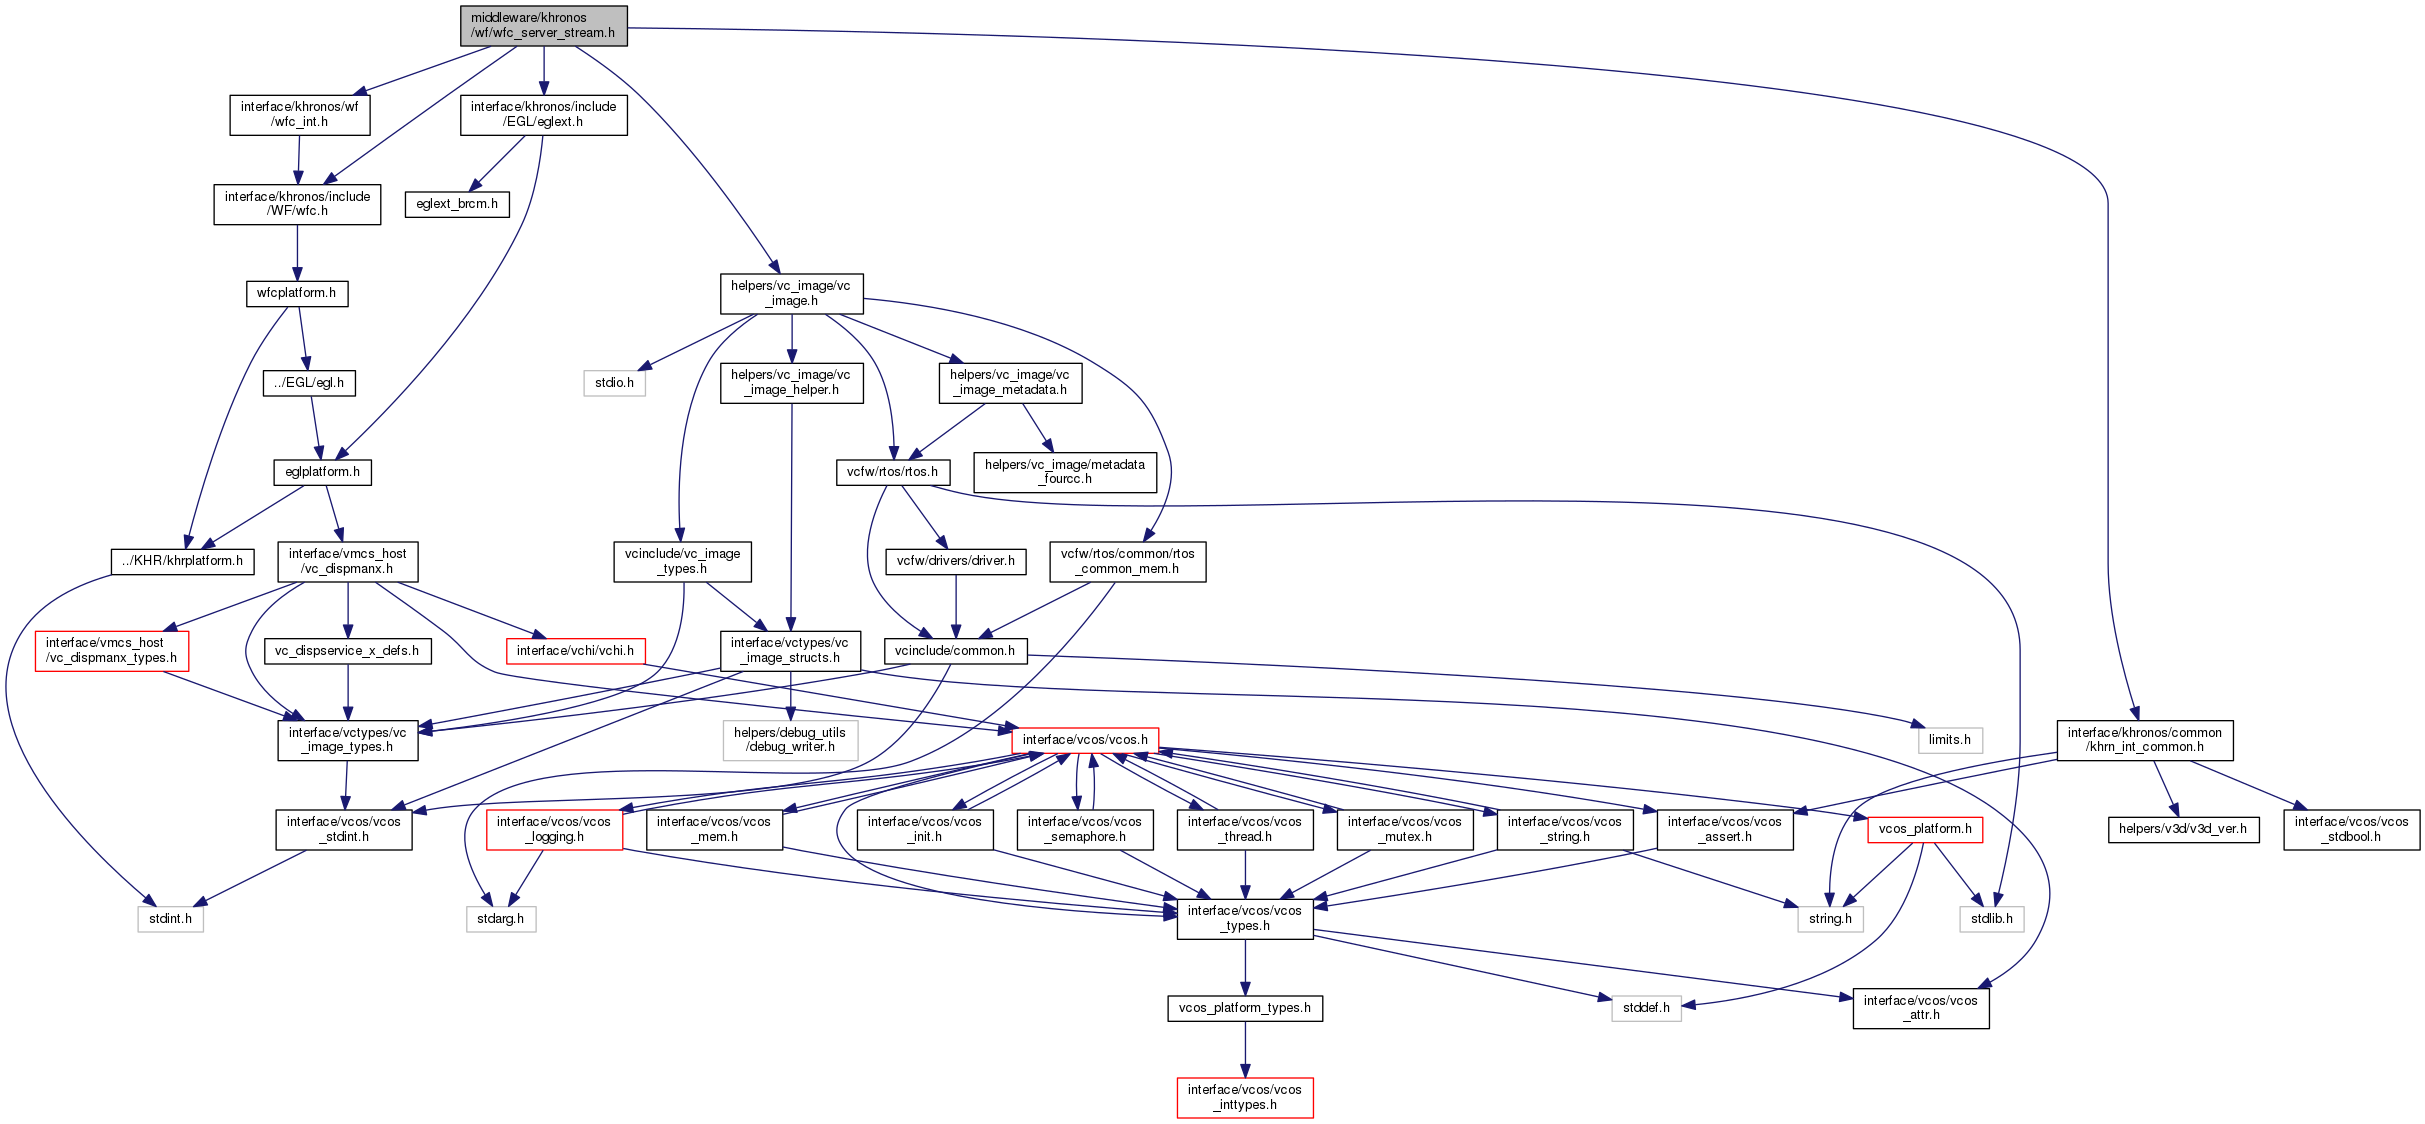 middleware/khronos
/wf/wfc_server_stream.h
interface/khronos/wf
/wfc_int.h
interface/khronos/include
/EGL/eglext.h
interface/khronos/include
/WF/wfc.h
eglext_brcm.h
wfcplatform.h
helpers/vc_image/vc
_image.h
../EGL/egl.h
stdio.h
helpers/vc_image/vc
_image_helper.h
helpers/vc_image/vc
_image_metadata.h
eglplatform.h
vcfw/rtos/rtos.h
helpers/vc_image/metadata
_fourcc.h
../KHR/khrplatform.h
interface/vmcs_host
/vc_dispmanx.h
vcinclude/vc_image
_types.h
vcfw/drivers/driver.h
vcfw/rtos/common/rtos
_common_mem.h
interface/vmcs_host
/vc_dispmanx_types.h
vc_dispservice_x_defs.h
interface/vchi/vchi.h
interface/vctypes/vc
_image_structs.h
vcinclude/common.h
interface/vctypes/vc
_image_types.h
helpers/debug_utils
/debug_writer.h
interface/vcos/vcos.h
limits.h
interface/khronos/common
/khrn_int_common.h
interface/vcos/vcos
_stdint.h
interface/vcos/vcos
_logging.h
interface/vcos/vcos
_mem.h
interface/vcos/vcos
_init.h
interface/vcos/vcos
_semaphore.h
interface/vcos/vcos
_thread.h
interface/vcos/vcos
_mutex.h
interface/vcos/vcos
_string.h
interface/vcos/vcos
_assert.h
vcos_platform.h
helpers/v3d/v3d_ver.h
interface/vcos/vcos
_stdbool.h
stdint.h
stdarg.h
interface/vcos/vcos
_types.h
string.h
stdlib.h
vcos_platform_types.h
stddef.h
interface/vcos/vcos
_attr.h
interface/vcos/vcos
_inttypes.h